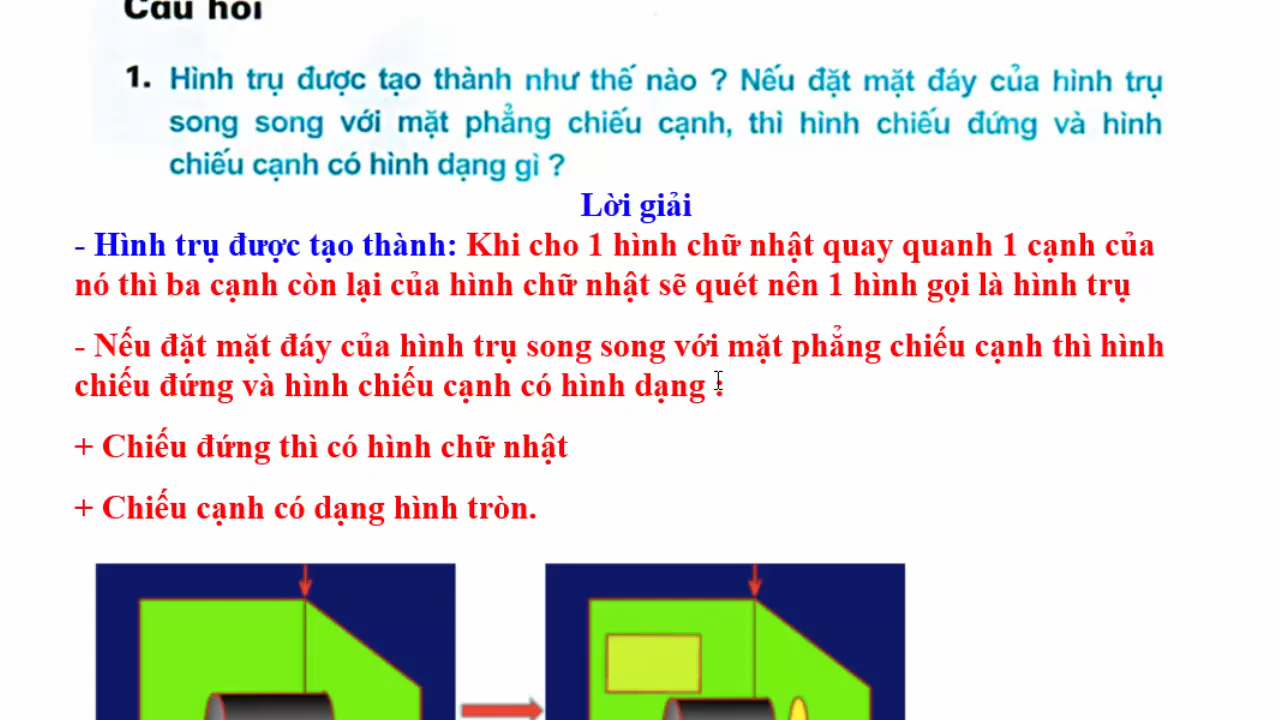 Câu hỏi
1. Hình trụ được tạo thành như thế nào ? Nếu đặt mặt đáy của hình trụ
song song với mặt phẳng chiếu cạnh, thì hình chiếu đứng và hình
chiếu cạnh có hình dạng gì ?
Lời giải
- Hình trụ được tạo thành: Khi cho 1 hình chữ nhật quay quanh 1 cạnh của
nó thì ba cạnh còn lại của hình chữ nhật sẽ quét nên 1 hình gọi là hình trụ
- Nếu đặt mặt đáy của hình trụ song song với mặt phẳng chiếu cạnh thì hình
chiếu đứng và hình chiếu cạnh có hình dạng :
+ Chiếu đứng thì có hình chữ nhật
+ Chiếu cạnh có dạng hình tròn.